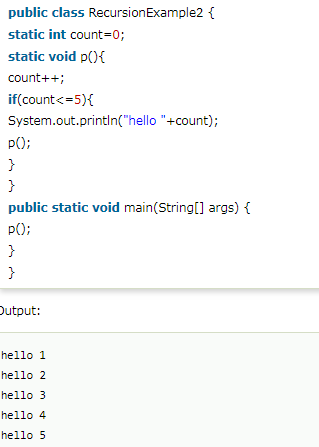 public class RecursionExample2 {
static int count=0;
static void p(){
count++;
if(count<=5){
System.out.println("hello "+count);
p();
}
}
public static void main(String[] args) {
p();
}
}
Output:
hello 1
hello 2
hello 3
hello 4
hello 5